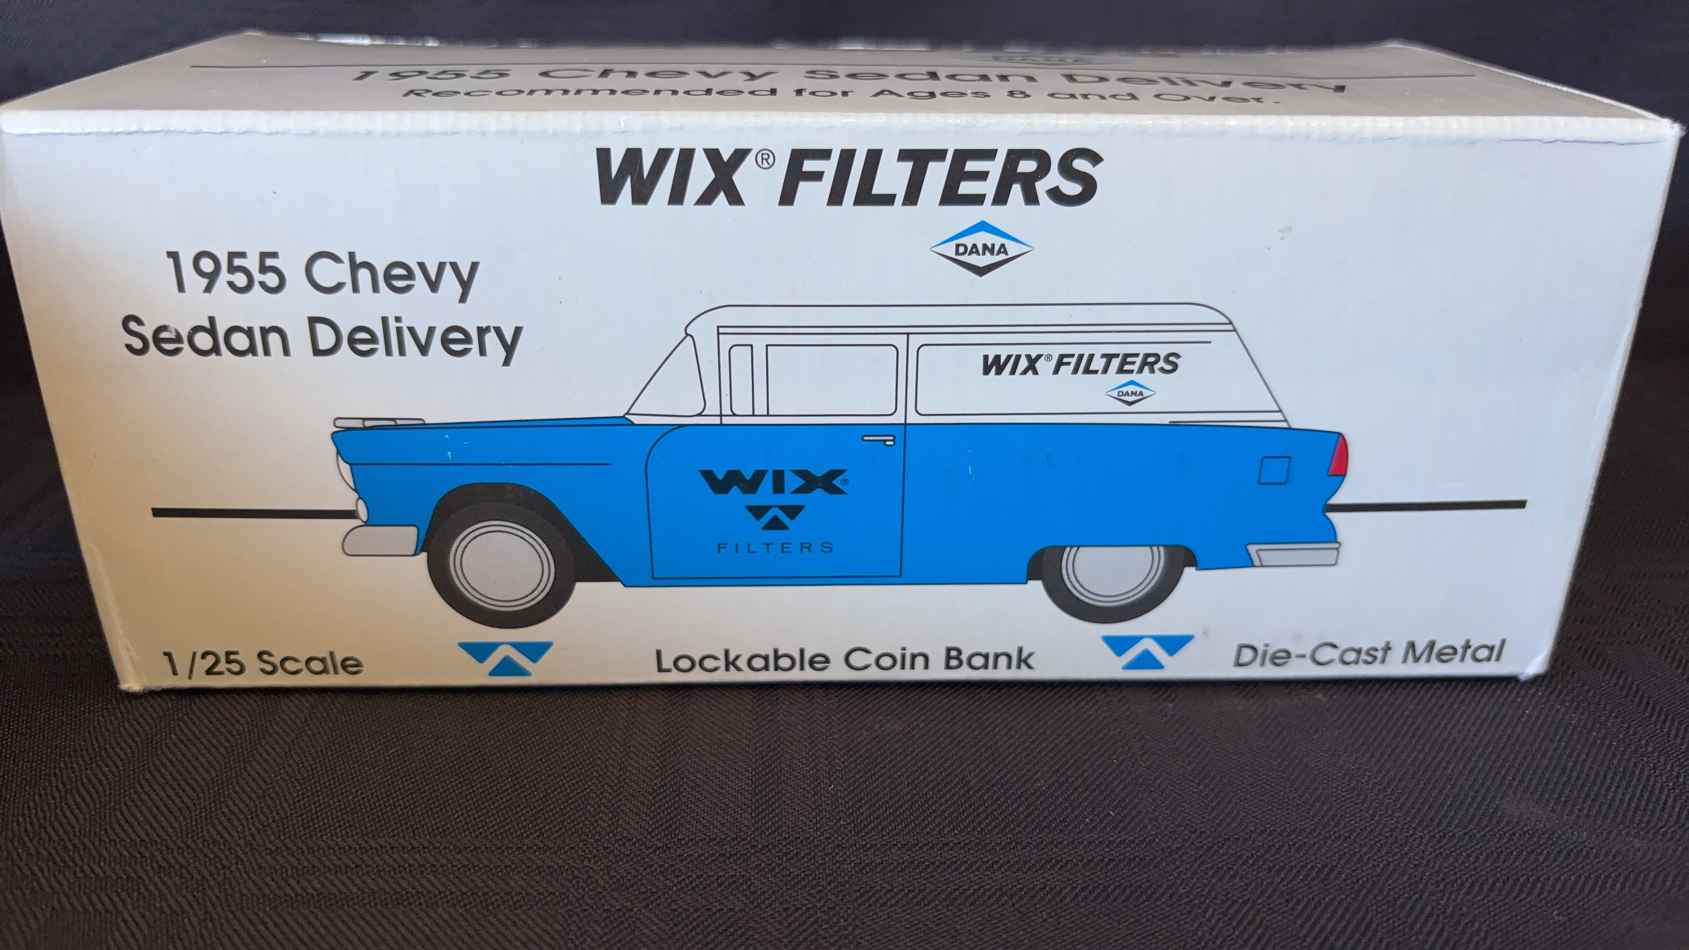 DANA
1955 Chevy Sedan Delivery
Recommended for Ages 8 and Over.
WIX® FILTERS
DANA
1955 Chevy
Sedan Delivery
WIX® FILTERS
DANA
WIX®
FILTERS
1/25 Scale
Lockable Coin Bank
Die-Cast Metal